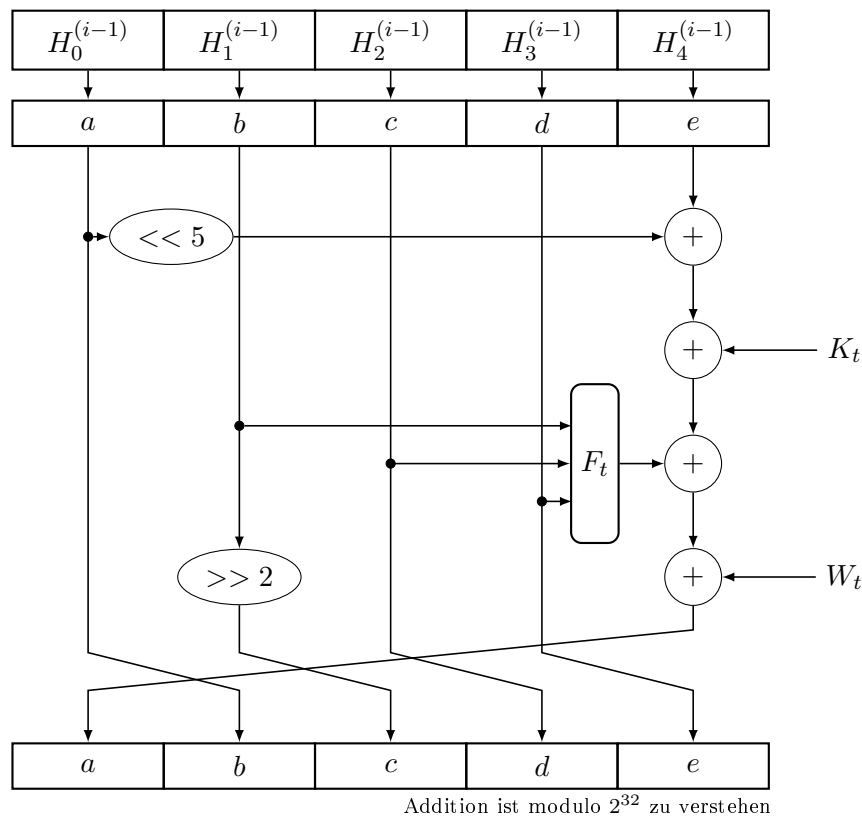 H_0^{(i-1)} H_1^{(i-1)} H_2^{(i-1)} H_3^{(i-1)} H_4^{(i-1)}
a b c d e
<< 5 +
+ K_t
F_t +
>> 2 + W_t
a b c d e
Addition ist modulo 2^{32} zu verstehen